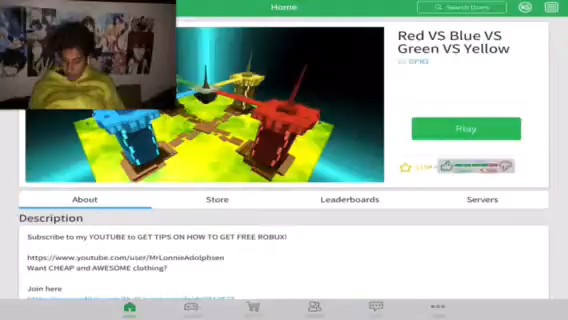 Home
Search Users
Red VS Blue VS
Green VS Yellow
Play
About
Store
Leaderboards
Servers
Description
Subscribe to my YOUTUBE to GET TIPS ON HOW TO GET FREE ROBUX!
https://www.youtube.com/user/MrLonnieAdolphsen
Want CHEAP and AWESOME clothing?
Join here